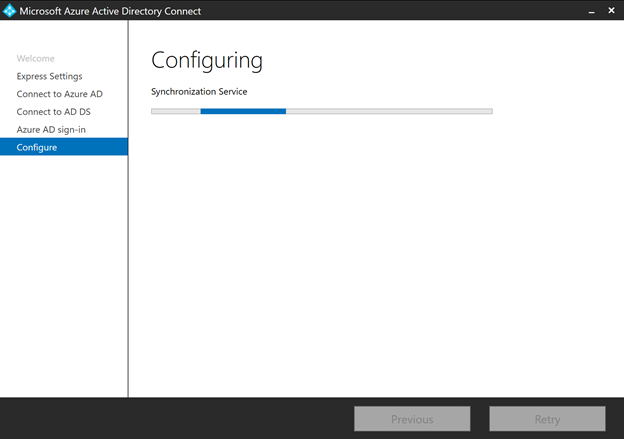 Microsoft Azure Active Directory Connect
Welcome
Express Settings
Connect to Azure AD
Connect to AD DS
Azure AD sign-in
Configure
Configuring
Synchronization Service
Previous
Retry